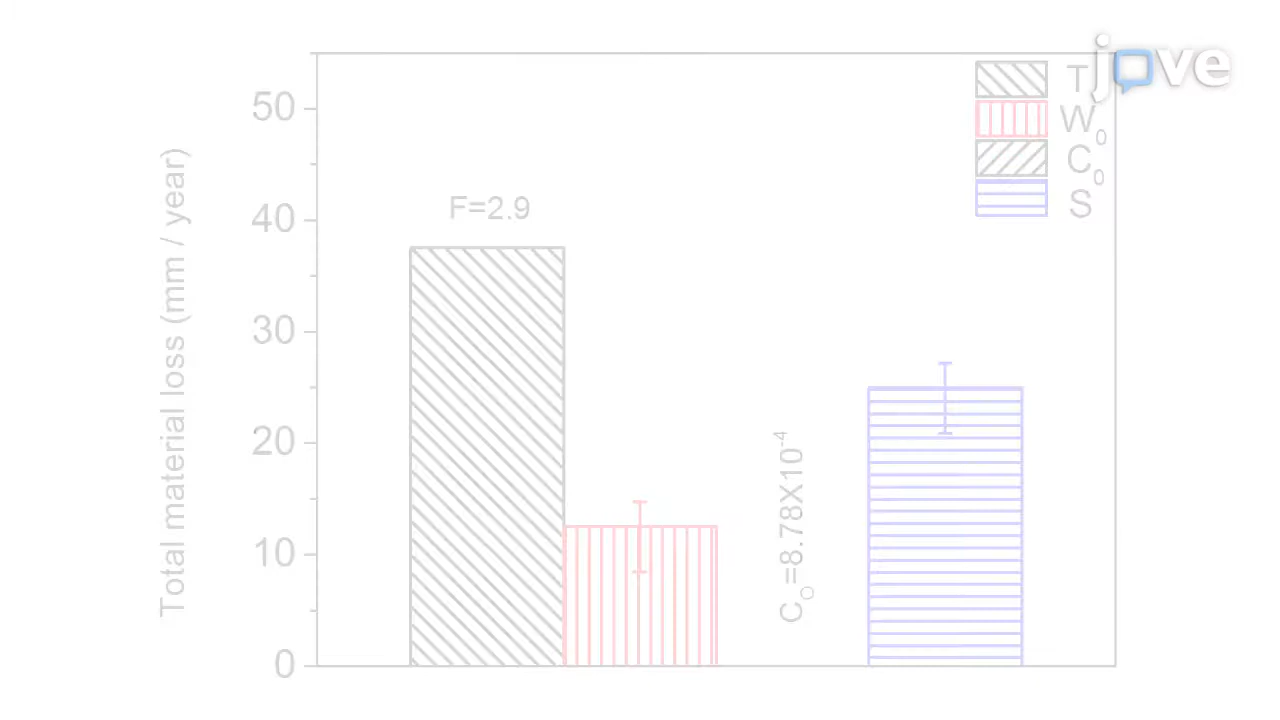 jove
T
W0
C0
S
50
40
30
20
10
0
Total material loss (mm / year)
F=2.9
CO=8.78X10-4